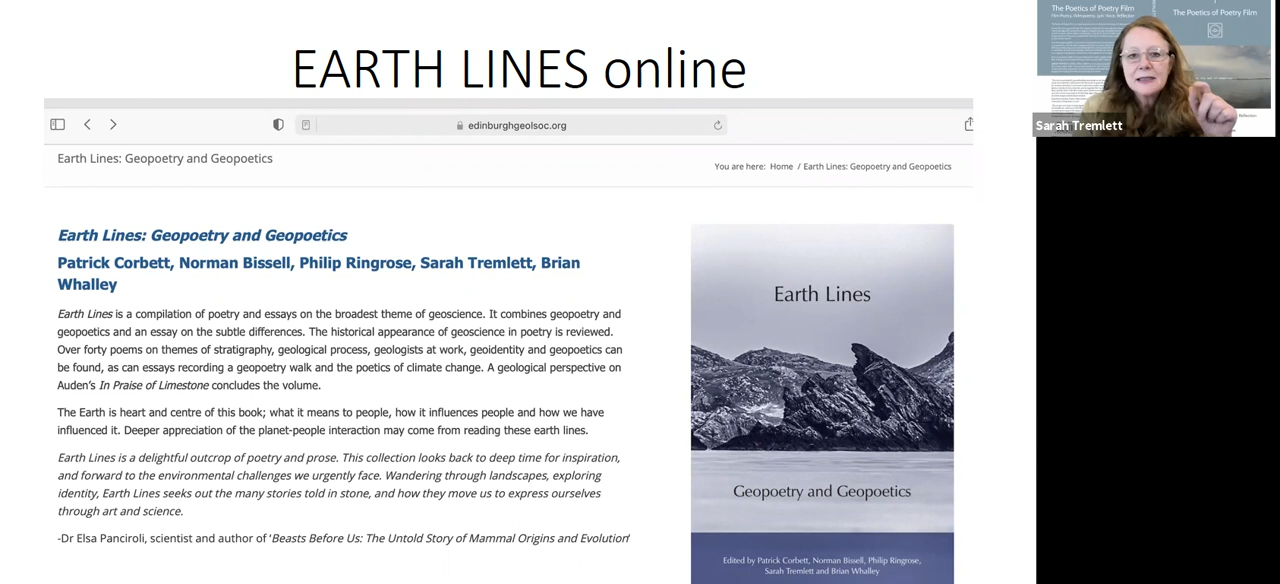 EARTH LINES online
edinburghgeolsoc.org
Earth Lines: Geopoetry and Geopoetics
You are here: Home / Earth Lines: Geopoetry and Geopoetics
Earth Lines: Geopoetry and Geopoetics
Patrick Corbett, Norman Bissell, Philip Ringrose, Sarah Tremlett, Brian
Whalley
Earth Lines is a compilation of poetry and essays on the broadest theme of geoscience. It combines geopoetry and
geopoetics and an essay on the subtle differences. The historical appearance of geoscience in poetry is reviewed.
Over forty poems on themes of stratigraphy, geological process, geologists at work, geoidentity and geopoetics can
be found, as can essays recording a geopoetry walk and the poetics of climate change. A geological perspective on
Auden's In Praise of Limestone concludes the volume.
The Earth is heart and centre of this book; what it means to people, how it influences people and how we have
influenced it. Deeper appreciation of the planet-people interaction may come from reading these earth lines.
Earth Lines is a delightful outcrop of poetry and prose. This collection looks back to deep time for inspiration,
and forward to the environmental challenges we urgently face. Wandering through landscapes, exploring
identity, Earth Lines seeks out the many stories told in stone, and how they move us to express ourselves
through art and science.
-Dr Elsa Panciroli, scientist and author of 'Beasts Before Us: The Untold Story of Mammal Origins and Evolution'
Earth Lines
Geopoetry and Geopoetics
Edited by Patrick Corbett, Norman Bissell, Philip Ringrose,
Sarah Tremlett and Brian Whalley
The Poetics of Poetry Film
The Poetics of Poetry Film
Sarah Tremlett